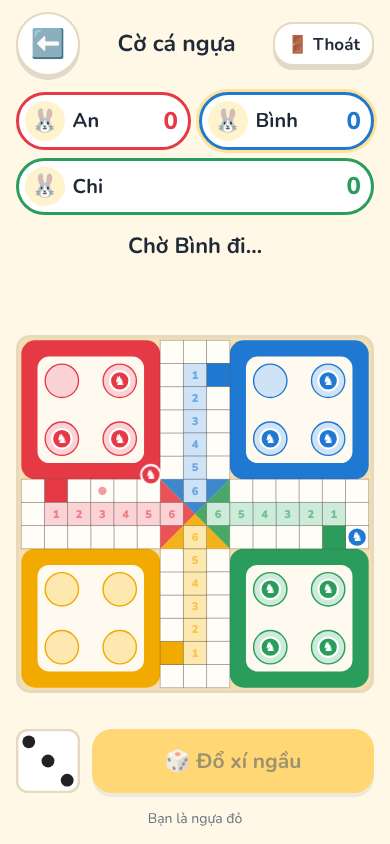 Cờ cá ngựa
Thoát
An 0
Bình 0
Chi 0
Chờ Bình đi...
1
2
3
4
5
6
1 2 3 4 5 6 6 5 4 3 2 1
6
5
4
3
2
1
Đổ xí ngầu
Bạn là ngựa đỏ